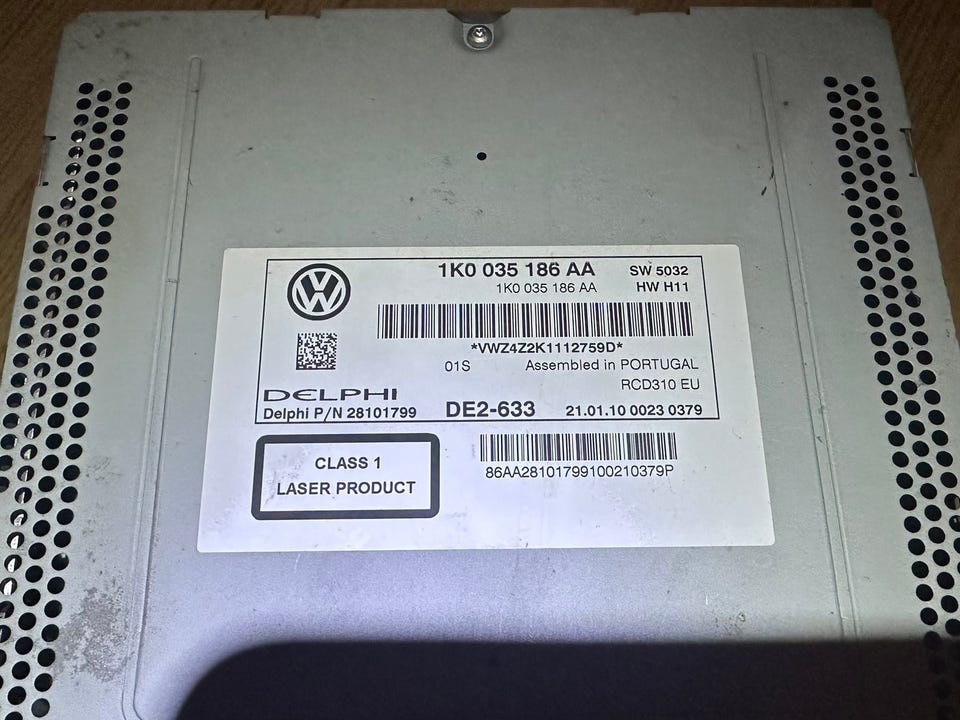 1K0 035 186 AA SW 5032
1K0 035 186 AA HW H11
*VWZ4Z2K1112759D*
01S Assembled in PORTUGAL
RCD310 EU
DELPHI
Delphi P/N 28101799 DE2-633 21.01.10 0023 0379
CLASS 1
LASER PRODUCT
86AA28101799100210379P